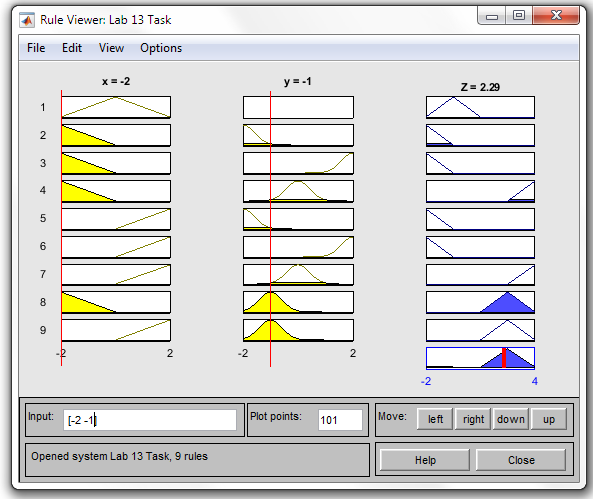 Rule Viewer: Lab 13 Task
File Edit View Options
x = -2 y = -1 Z = 2.29
1
2
3
4
5
6
7
8
9
-2 2 -2 2
-2 4
Input: [-2 -1] Plot points: 101 Move: left right down up
Opened system Lab 13 Task, 9 rules Help Close